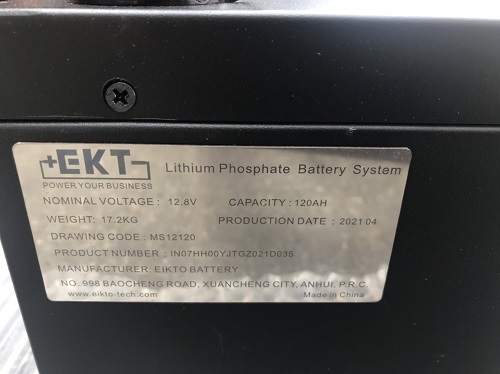 +EKT-
Lithium Phosphate Battery System
POWER YOUR BUSINESS
NOMINAL VOLTAGE : 12.8V CAPACITY : 120AH
WEIGHT: 17.2KG PRODUCTION DATE : 2021 04
DRAWING CODE : MS12120
PRODUCT NUMBER : IN07HH00YJTGZ021D035
MANUFACTURER: EIKTO BATTERY
NO. 998 BAOCHENG ROAD, XUANCHENG CITY, ANHUI, P.R.C.
www.eikto-tech.com Made in China